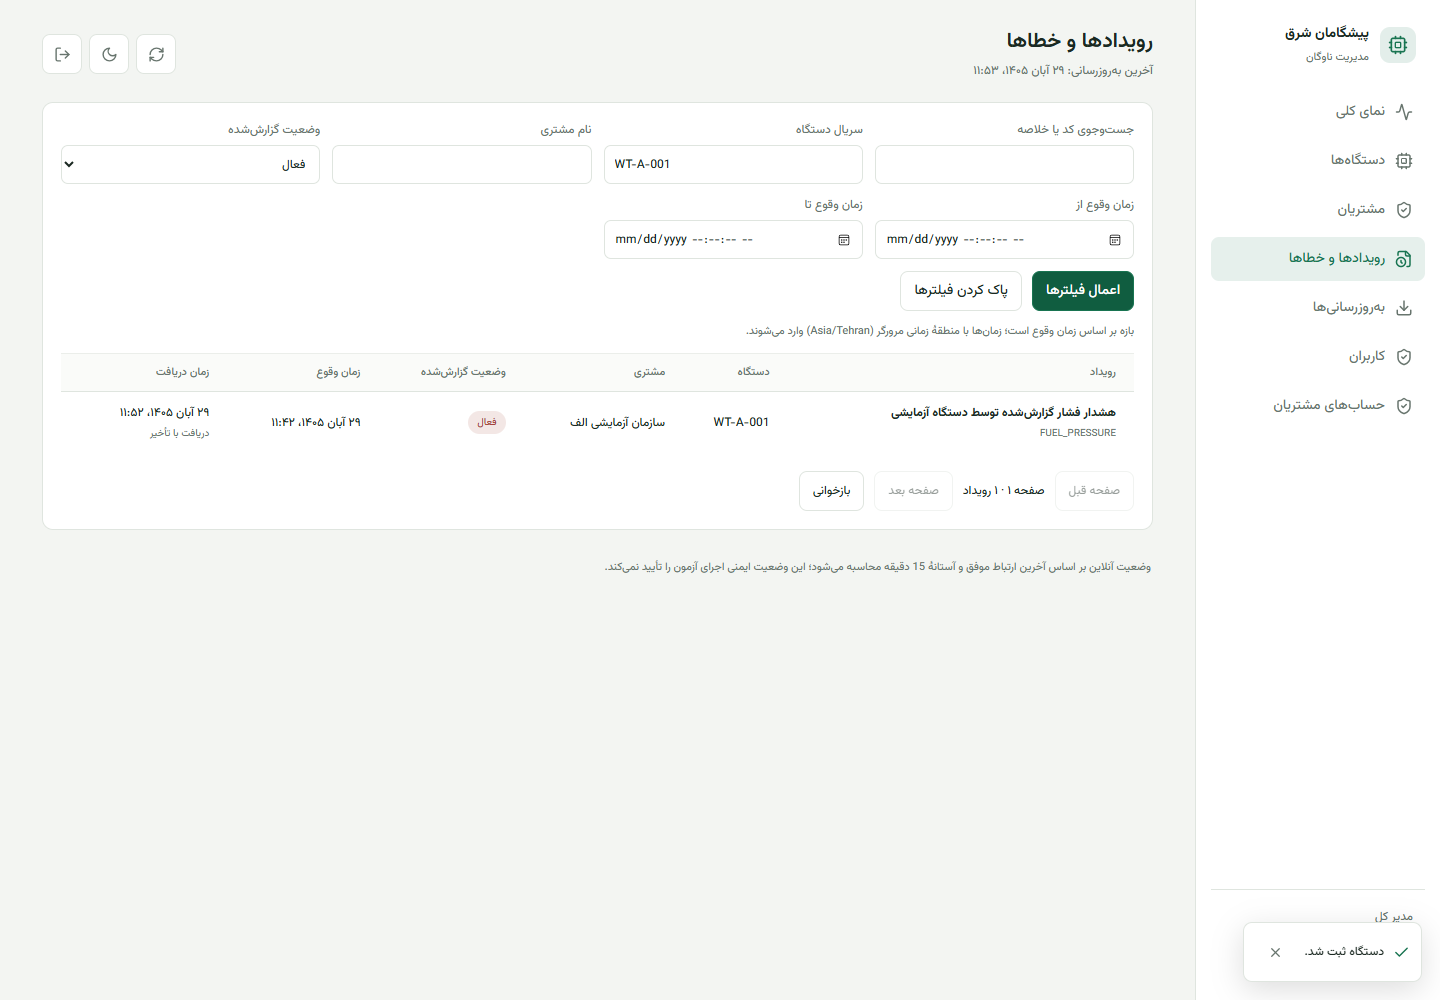 پیشگامان شرق
مدیریت ناوگان
نمای کلی
دستگاه‌ها
مشتریان
رویدادها و خطاها
به‌روزرسانی‌ها
کاربران
حساب‌های مشتریان
مدیر کل
دستگاه ثبت شد.
رویدادها و خطاها
آخرین به‌روزرسانی: ۲۹ آبان ۱۴۰۵، ۱۱:۵۳
جست‌وجوی کد یا خلاصه
سریال دستگاه
نام مشتری
وضعیت گزارش‌شده
WT-A-001
فعال
زمان وقوع از
زمان وقوع تا
mm/dd/yyyy --:--:-- --
mm/dd/yyyy --:--:-- --
اعمال فیلترها
پاک کردن فیلترها
بازه بر اساس زمان وقوع است؛ زمان‌ها با منطقهٔ زمانی مرورگر (Asia/Tehran) وارد می‌شوند.
رویداد دستگاه مشتری وضعیت گزارش‌شده زمان وقوع زمان دریافت
هشدار فشار گزارش‌شده توسط دستگاه آزمایشی WT-A-001 سازمان آزمایشی الف فعال ۲۹ آبان ۱۴۰۵، ۱۱:۴۲ ۲۹ آبان ۱۴۰۵، ۱۱:۵۲
FUEL_PRESSURE دریافت با تأخیر
صفحه قبل صفحه ۱ · ۱ رویداد صفحه بعد بازخوانی
وضعیت آنلاین بر اساس آخرین ارتباط موفق و آستانهٔ 15 دقیقه محاسبه می‌شود؛ این وضعیت ایمنی اجرای آزمون را تأیید نمی‌کند.